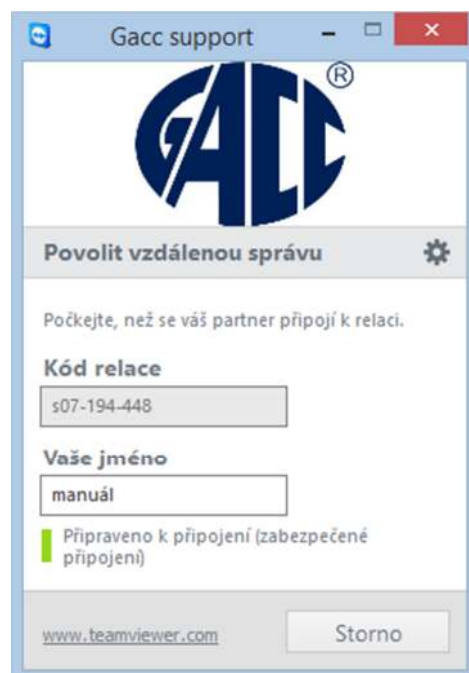 Gacc support
GACC®
Povolit vzdálenou správu
Počkejte, než se váš partner připojí k relaci.
Kód relace
s07-194-448
Vaše jméno
manuál
Připraveno k připojení (zabezpečené
připojení)
www.teamviewer.com
Storno